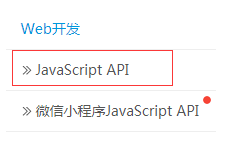 Web开发
» JavaScript API
» 微信小程序JavaScript API